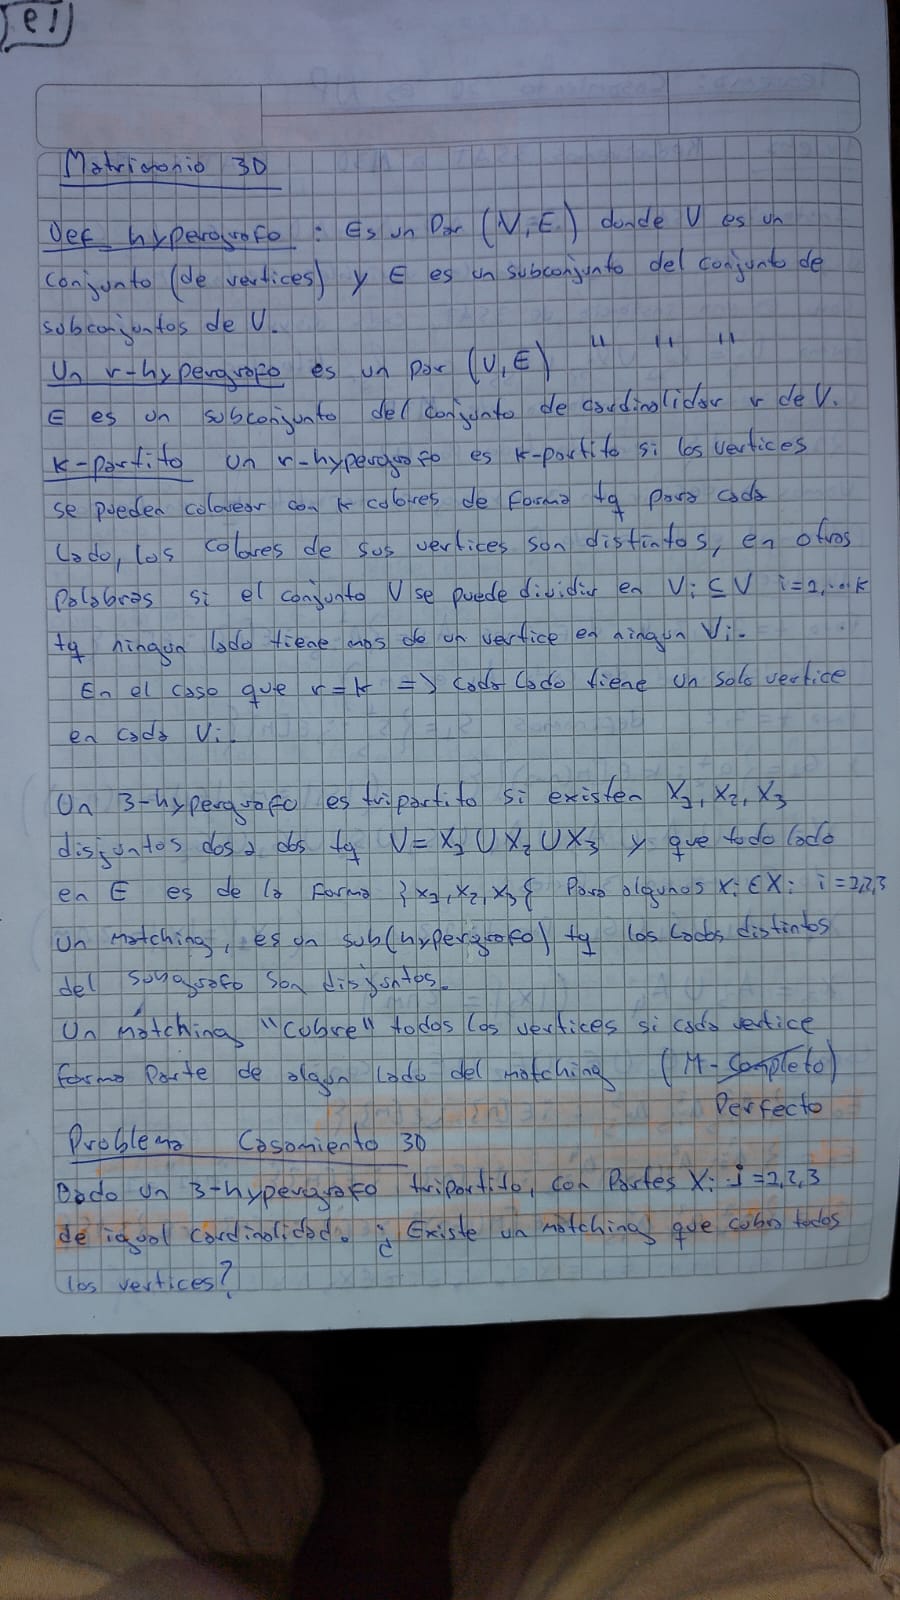 e1
Matrimonio 3D
Def hypergrafo : Es un Par (V,E) donde V es un
conjunto (de vertices) y E es un subconjunto del conjunto de
subconjuntos de V.
Un r-hypergrafo es un par (V,E) " " "
E es un subconjunto del conjunto de cardinalidar r de V.
k-partito Un r-hypergrafo es k-partito si los vertices
se pueden colorear con k colores de forma tq para cada
lado, los colores de sus vertices son distintos, en otras
palabras si el conjunto V se puede dividir en Vi ⊆ V i=1,...k
tq ningun lado tiene mas de un vertice en ningun Vi.
En el caso que r=k => cada lado tiene un solo vertice
en cada Vi.
Un 3-hypergrafo es tripartito si existen X1, X2, X3
disjuntos dos a dos tq V= X1 U X2 U X3 y que todo lado
en E es de la forma }x1, x2, x3{ Para algunos xi ∈ Xi i=1,2,3
Un matching, es un sub(hypergrafo) tq los lados distintos
del son disjuntos.
Un mátching "cubre" todos los vertices si cada vertice
forma parte de algun lado del matching (M-Completo)
Perfecto
Problema Casamiento 3D
Dado un 3-hypergrafo tripartito, con Partes Xi i=1,2,3
de igual cardinalidad. ¿ Existe un matching que cubra todos
los vertices?